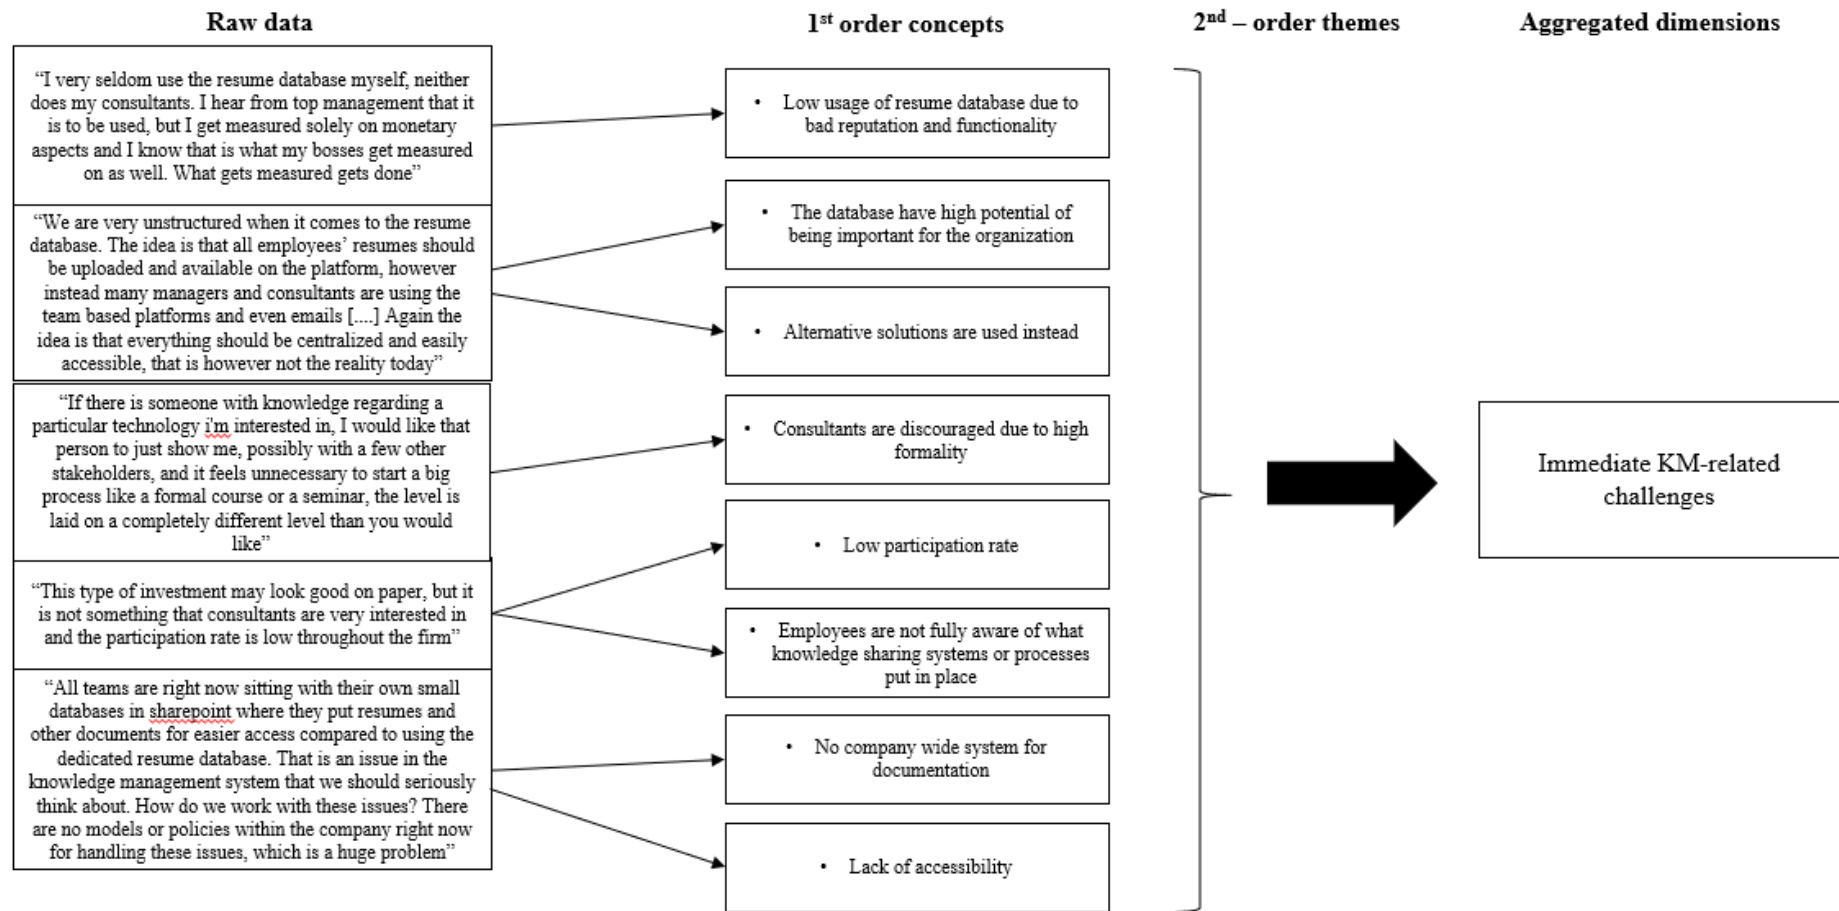 Raw data
1st order concepts
2nd – order themes
Aggregated dimensions
“I very seldom use the resume database myself, neither
does my consultants. I hear from top management that it
is to be used, but I get measured solely on monetary
aspects and I know that is what my bosses get measured
on as well. What gets measured gets done”
“We are very unstructured when it comes to the resume
database. The idea is that all employees’ resumes should
be uploaded and available on the platform, however
instead many managers and consultants are using the
team based platforms and even emails [....] Again the
idea is that everything should be centralized and easily
accessible, that is however not the reality today”
“If there is someone with knowledge regarding a
particular technology i'm interested in, I would like that
person to just show me, possibly with a few other
stakeholders, and it feels unnecessary to start a big
process like a formal course or a seminar, the level is
laid on a completely different level than you would
like”
“This type of investment may look good on paper, but it
is not something that consultants are very interested in
and the participation rate is low throughout the firm”
“All teams are right now sitting with their own small
databases in sharepoint where they put resumes and
other documents for easier access compared to using the
dedicated resume database. That is an issue in the
knowledge management system that we should seriously
think about. How do we work with these issues? There
are no models or policies within the company right now
for handling these issues, which is a huge problem”
• Low usage of resume database due to
bad reputation and functionality
• The database have high potential of
being important for the organization
• Alternative solutions are used instead
• Consultants are discouraged due to high
formality
• Low participation rate
• Employees are not fully aware of what
knowledge sharing systems or processes
put in place
• No company wide system for
documentation
• Lack of accessibility
Immediate KM-related
challenges